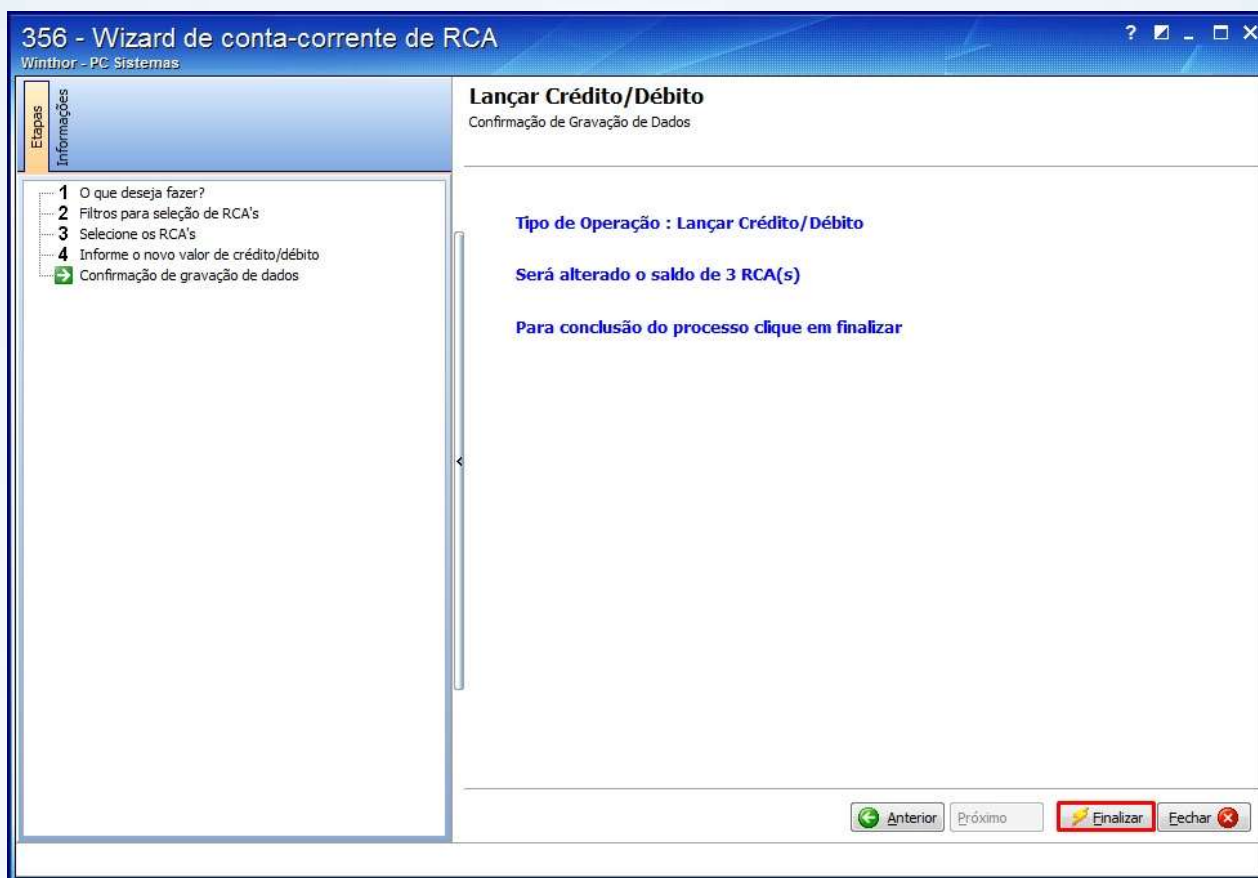 356 - Wizard de conta-corrente de RCA
Winthor - PC Sistemas
Etapas
Informações
1 O que deseja fazer?
2 Filtros para seleção de RCA's
3 Selecione os RCA's
4 Informe o novo valor de crédito/débito
Confirmação de gravação de dados
Lançar Crédito/Débito
Confirmação de Gravação de Dados
Tipo de Operação : Lançar Crédito/Débito
Será alterado o saldo de 3 RCA(s)
Para conclusão do processo clique em finalizar
Anterior Próximo Finalizar Fechar